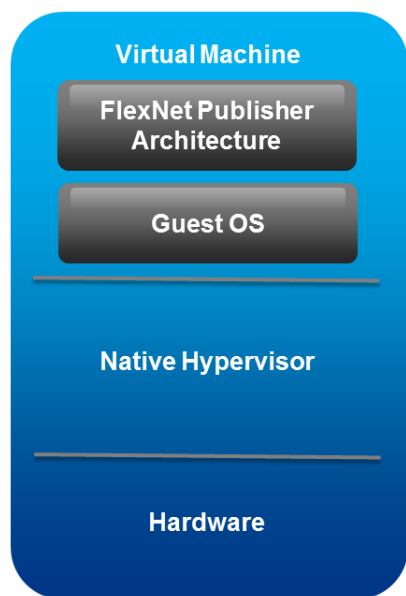 Virtual Machine
FlexNet Publisher
Architecture
Guest OS
Native Hypervisor
Hardware